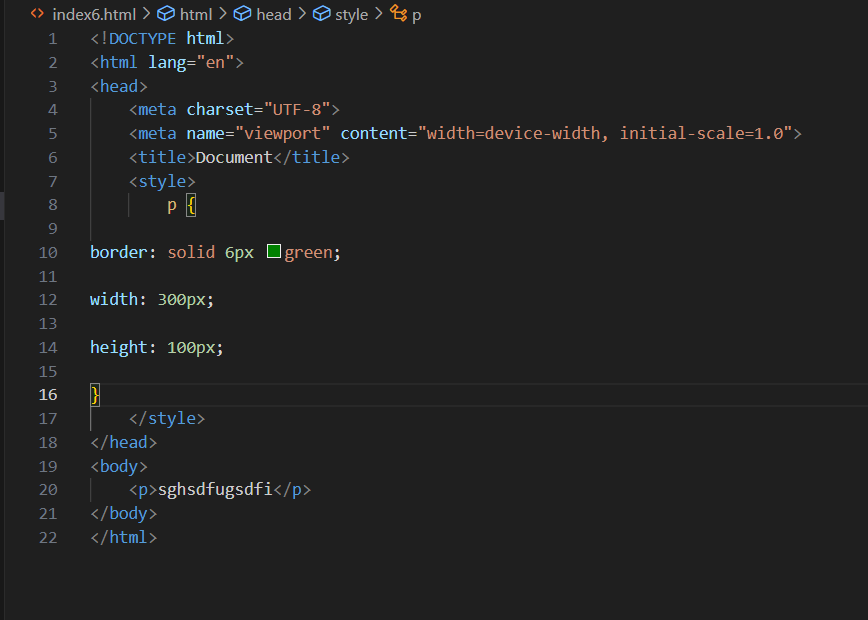 index6.html > html > head > style > p
1 <!DOCTYPE html>
2 <html lang="en">
3 <head>
4     <meta charset="UTF-8">
5     <meta name="viewport" content="width=device-width, initial-scale=1.0">
6     <title>Document</title>
7     <style>
8         p {
9
10 border: solid 6px green;
11
12 width: 300px;
13
14 height: 100px;
15
16 }
17     </style>
18 </head>
19 <body>
20     <p>sghsdfugsdfi</p>
21 </body>
22 </html>